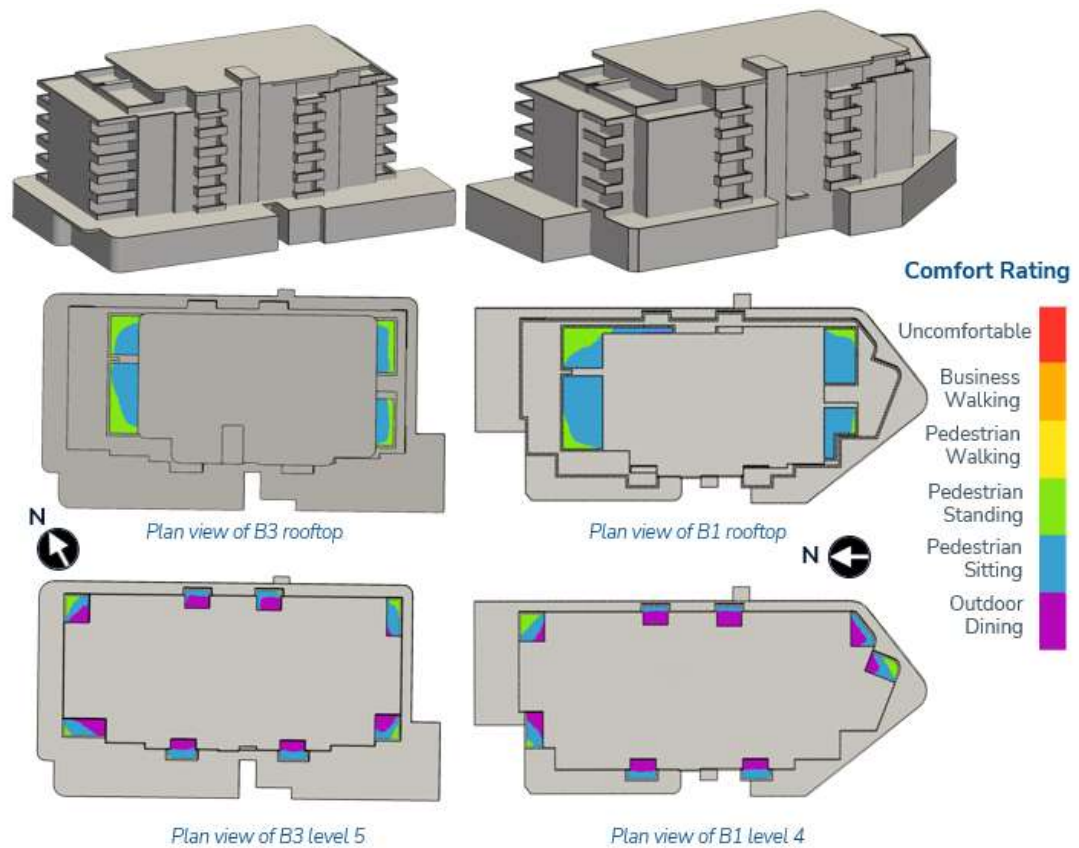 Comfort Rating
Uncomfortable
Business
Walking
Pedestrian
Walking
Pedestrian
Standing
Pedestrian
Sitting
Outdoor
Dining
N
Plan view of B3 rooftop
Plan view of B1 rooftop
N
Plan view of B3 level 5
Plan view of B1 level 4